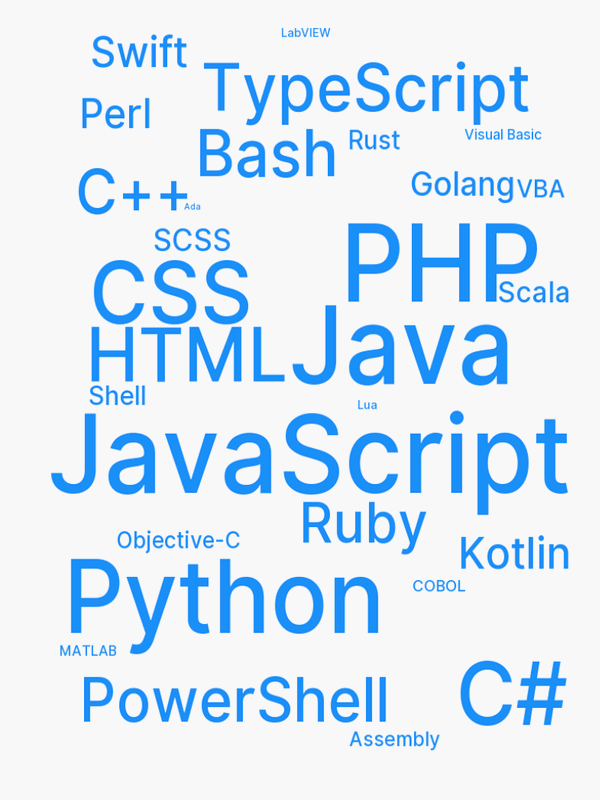 LabVIEW
Swift
TypeScript
Perl
Bash
Rust
Visual Basic
C++
Ada
Golang
VBA
SCSS
PHP
CSS
Scala
HTML
Java
Shell
Lua
JavaScript
Ruby
Objective-C
Kotlin
Python
COBOL
MATLAB
PowerShell
C#
Assembly